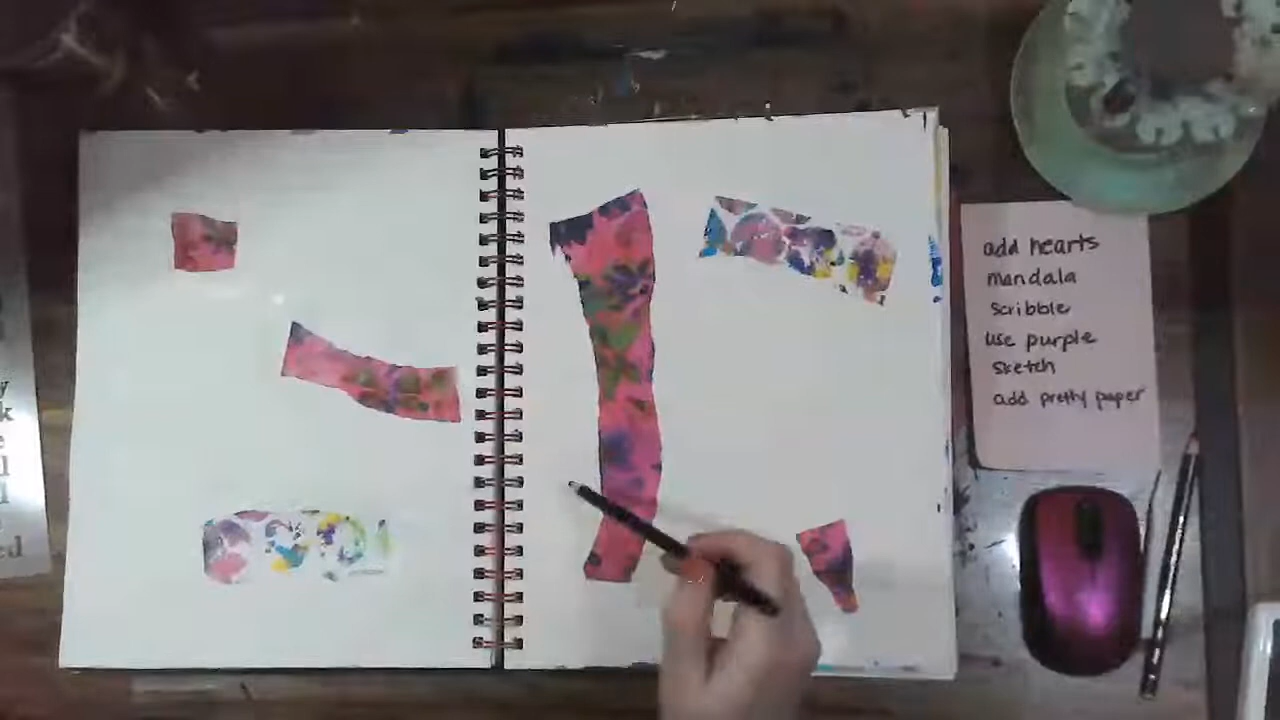 add hearts
mandala
Scribble
use purple
Sketch
add pretty paper